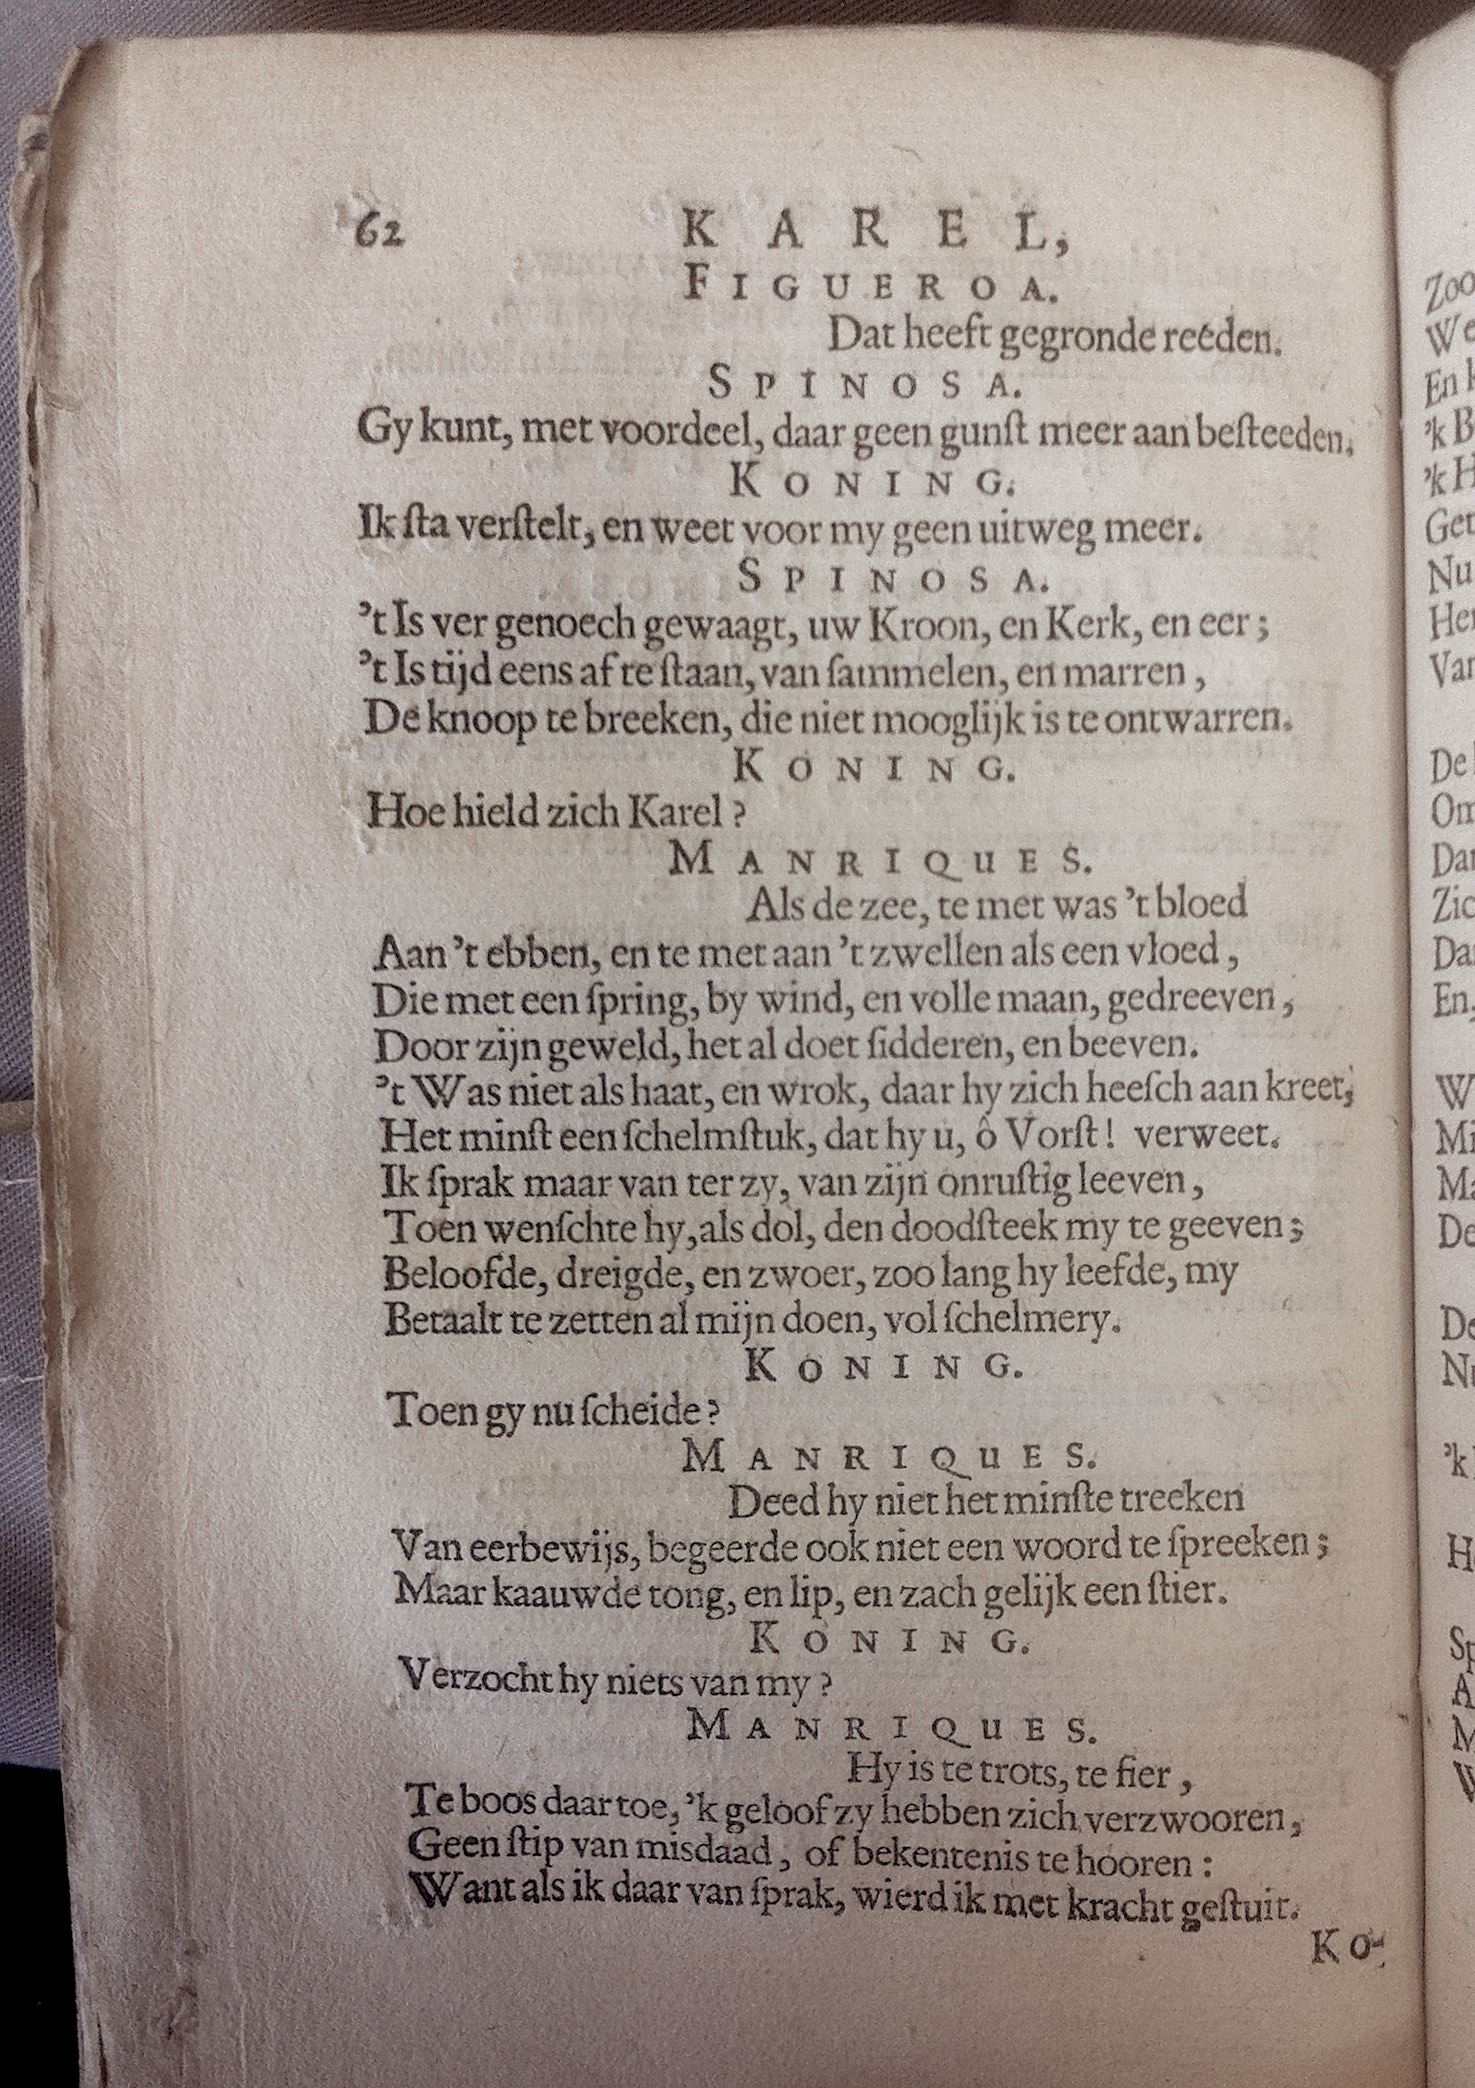 62 KAREL,
FIGUEROA.
Dat heeft gegronde reeden.
SPINOSA.
Gy kunt, met voordeel, daar geen gunſt meer aan beſteeden.
KONING.
Ik ſta verſtelt, en weet voor my geen uitweg meer.
SPINOSA.
't Is ver genoech gewaagt, uw Kroon, en Kerk, en eer;
't Is tijd eens af te ſtaan, van ſammelen, en marren,
De knoop te breeken, die niet mooglijk is te ontwarren.
KONING.
Hoe hield zich Karel?
MANRIQUES.
Als de zee, te met was 't bloed
Aan 't ebben, en te met aan 't zwellen als een vloed,
Die met een ſpring, by wind, en volle maan, gedreeven,
Door zijn geweld, het al doet ſidderen, en beeven.
't Was niet als haat, en wrok, daar hy zich heeſch aan kreet,
Het minſt een ſchelmſtuk, dat hy u, ô Vorſt! verweet.
Ik ſprak maar van ter zy, van zijn onruſtig leeven,
Toen wenſchte hy, als dol, den doodſteek my te geeven;
Beloofde, dreigde, en zwoer, zoo lang hy leefde, my
Betaalt te zetten al mijn doen, vol ſchelmery.
KONING.
Toen gy nu ſcheide?
MANRIQUES.
Deed hy niet het minſte treeken
Van eerbewijs, begeerde ook niet een woord te ſpreeken;
Maar kaauwde tong, en lip, en zach gelijk een ſtier.
KONING.
Verzocht hy niets van my?
MANRIQUES.
Hy is te trots, te fier,
Te boos daar toe, 'k geloof zy hebben zich verzwooren,
Geen ſtip van misdaad, of bekentenis te hooren:
Want als ik daar van ſprak, wierd ik met kracht geſtuit.
KO-